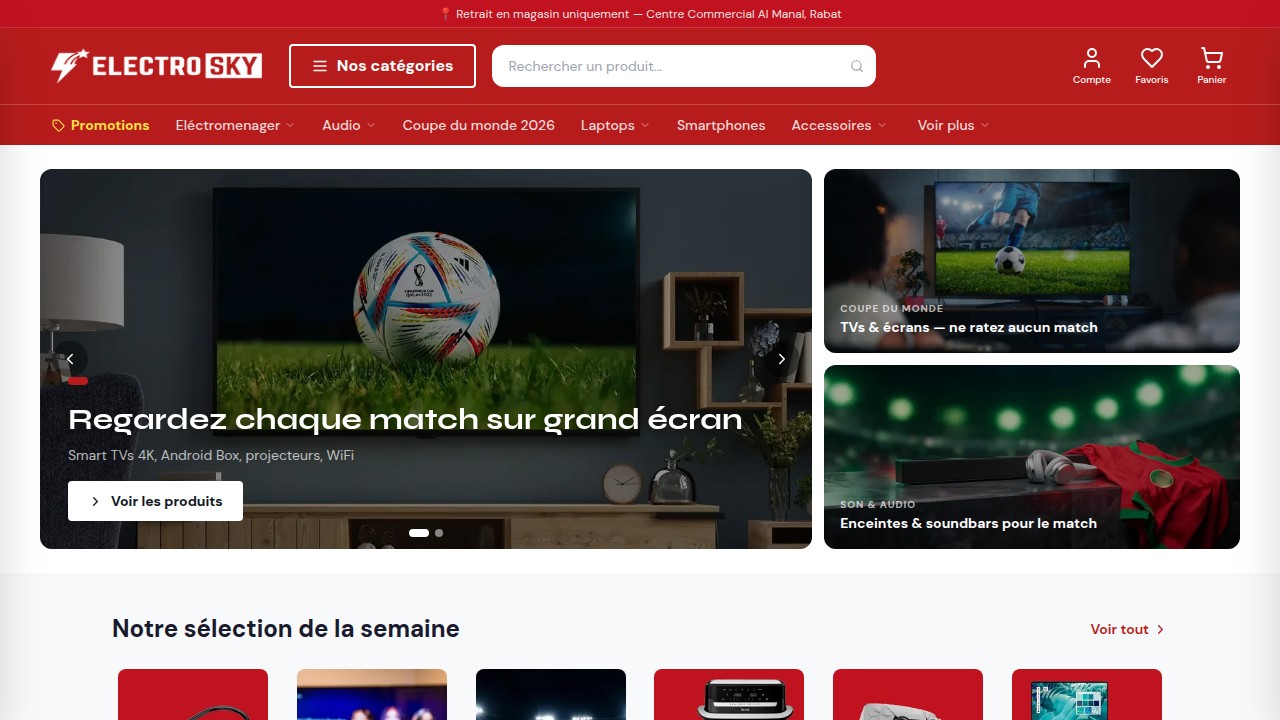 📍 Retrait en magasin uniquement — Centre Commercial Al Manal, Rabat
ELECTRO SKY
Nos catégories
Rechercher un produit...
Compte
Favoris
Panier
Promotions
Eléctromenager
Audio
Coupe du monde 2026
Laptops
Smartphones
Accessoires
Voir plus
Regardez chaque match sur grand écran
Smart TVs 4K, Android Box, projecteurs, WiFi
Voir les produits
COUPE DU MONDE
TVs & écrans — ne ratez aucun match
SON & AUDIO
Enceintes & soundbars pour le match
Notre sélection de la semaine
Voir tout